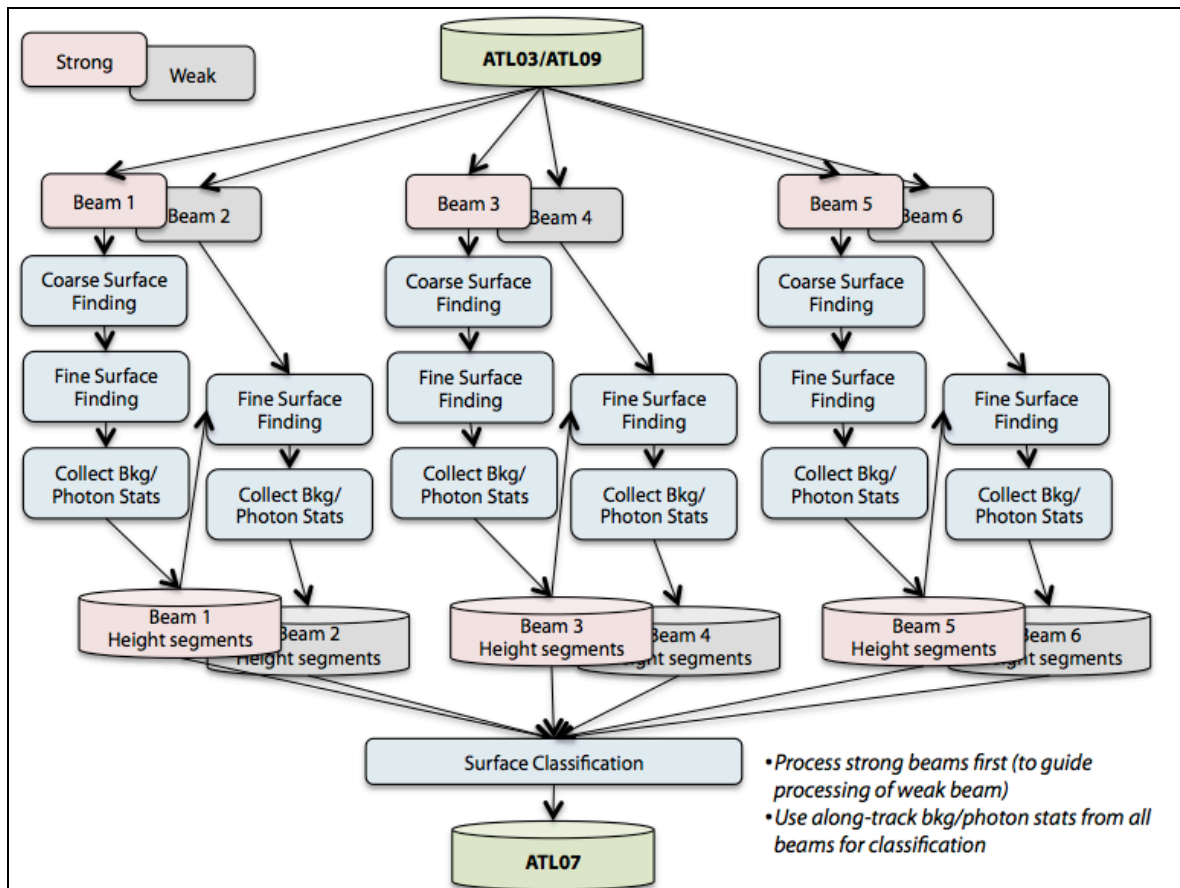 Strong
Weak
ATL03/ATL09
Beam 1
Beam 2
Beam 3
Beam 4
Beam 5
Beam 6
Coarse Surface
Finding
Coarse Surface
Finding
Coarse Surface
Finding
Fine Surface
Finding
Fine Surface
Finding
Fine Surface
Finding
Fine Surface
Finding
Fine Surface
Finding
Fine Surface
Finding
Collect Bkg/
Photon Stats
Collect Bkg/
Photon Stats
Collect Bkg/
Photon Stats
Collect Bkg/
Photon Stats
Collect Bkg/
Photon Stats
Collect Bkg/
Photon Stats
Beam 1
Height segments
Beam 2
Height segments
Beam 3
Height segments
Beam 4
Height segments
Beam 5
Height segments
Beam 6
Height segments
Surface Classification
•Process strong beams first (to guide
processing of weak beam)
•Use along-track bkg/photon stats from all
beams for classification
ATL07